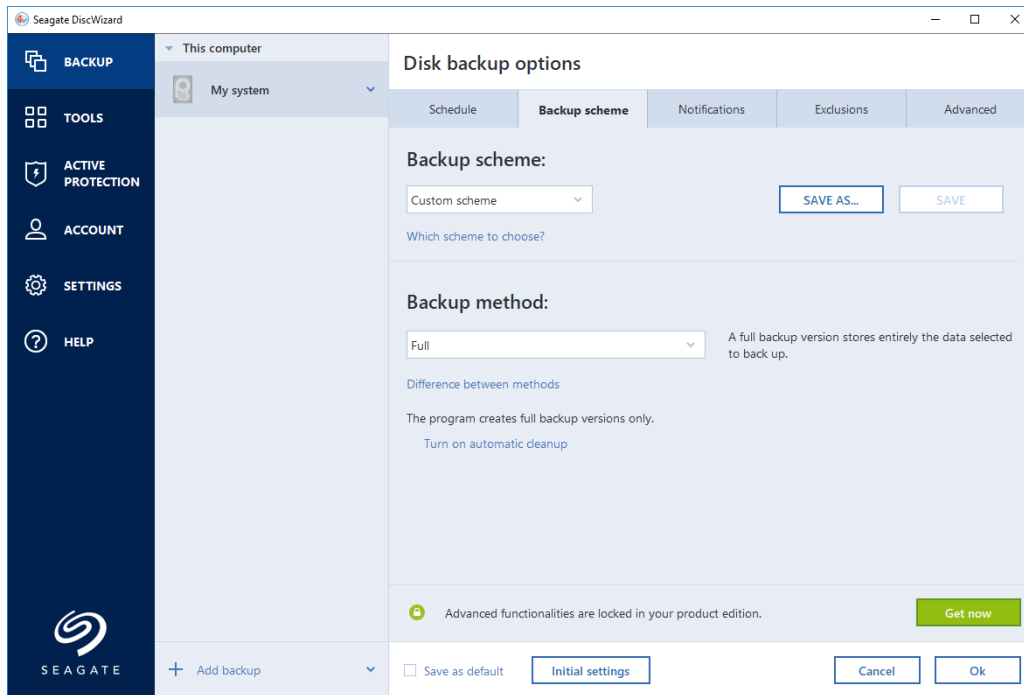 Seagate DiscWizard
BACKUP
TOOLS
ACTIVE
PROTECTION
ACCOUNT
SETTINGS
HELP
SEAGATE
This computer
My system
Add backup
Disk backup options
Schedule
Backup scheme
Notifications
Exclusions
Advanced
Backup scheme:
Custom scheme
SAVE AS...
SAVE
Which scheme to choose?
Backup method:
Full
A full backup version stores entirely the data selected
to back up.
Difference between methods
The program creates full backup versions only.
Turn on automatic cleanup
Advanced functionalities are locked in your product edition.
Get now
Save as default
Initial settings
Cancel
Ok